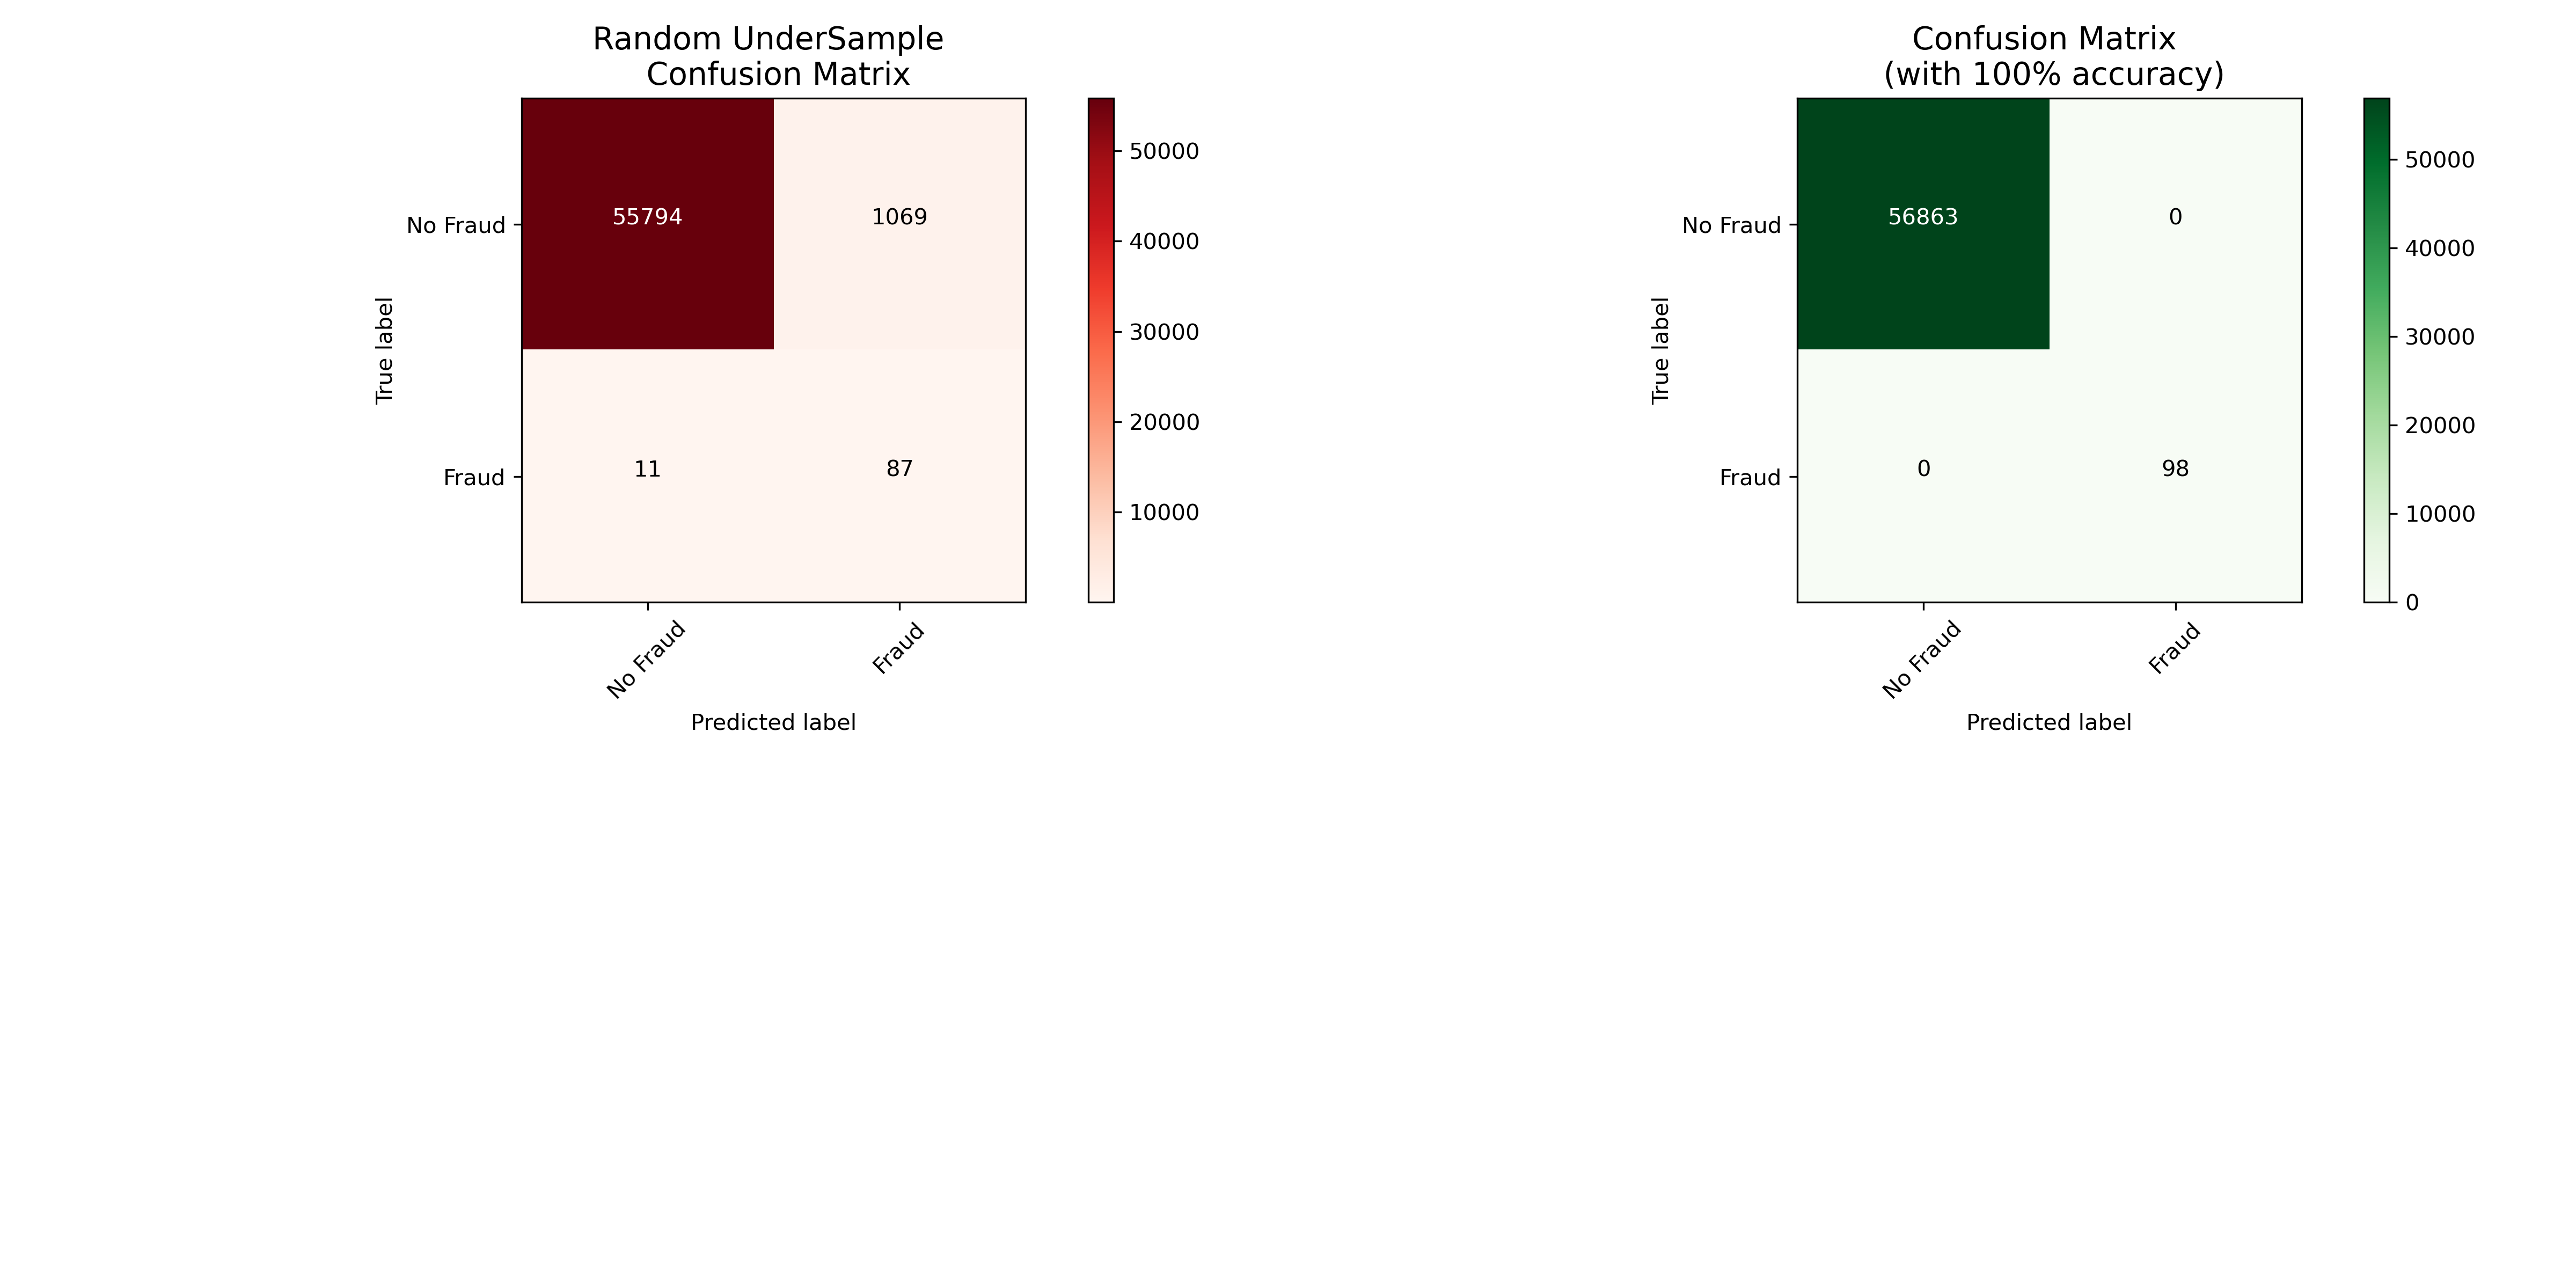 Random UnderSample
Confusion Matrix
No Fraud
Fraud
True label
55794
1069
11
87
No Fraud
Fraud
Predicted label
50000
40000
30000
20000
10000
Confusion Matrix
(with 100% accuracy)
No Fraud
Fraud
True label
56863
0
0
98
No Fraud
Fraud
Predicted label
50000
40000
30000
20000
10000
0